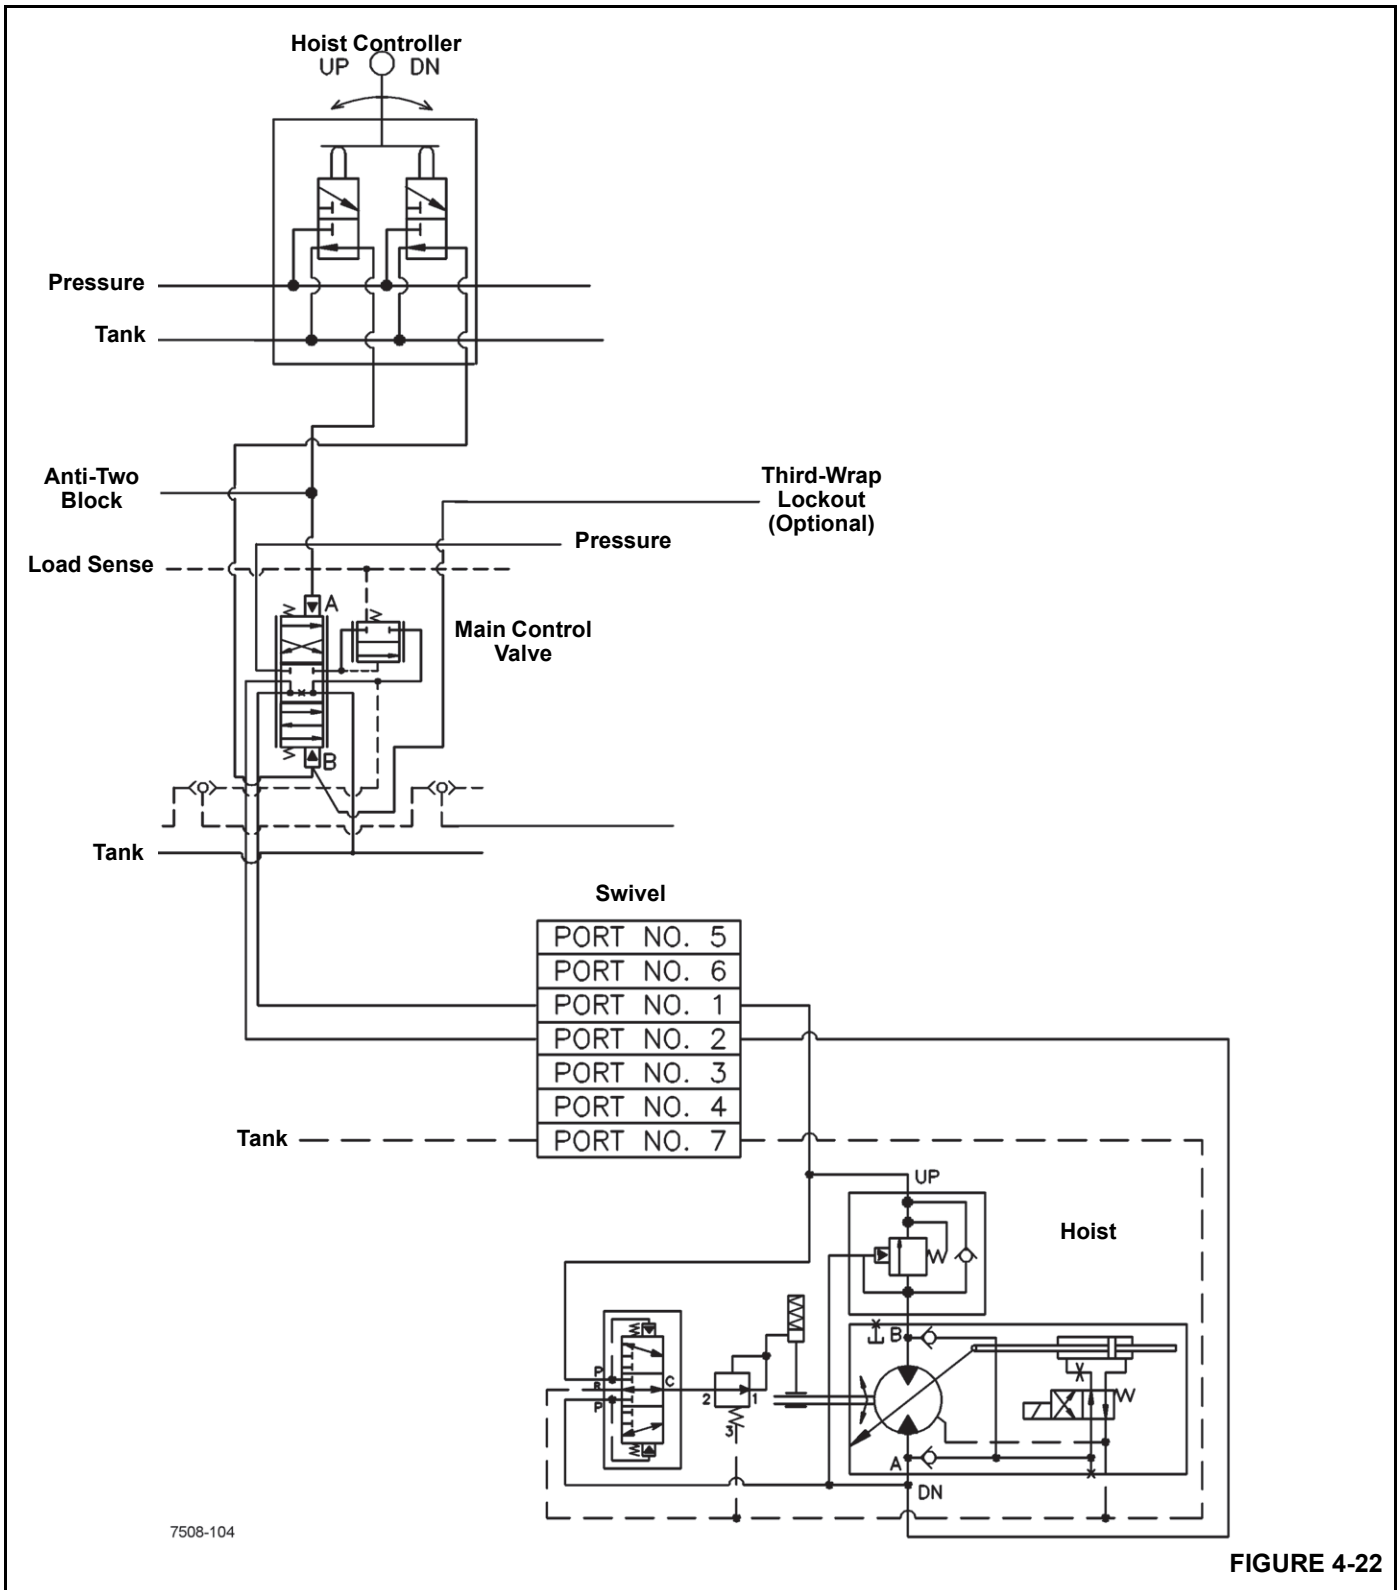 Hoist Controller
UP DN
Pressure
Tank
Anti-Two
Block
Third-Wrap
Lockout
(Optional)
Pressure
Load Sense
A
Main Control
Valve
B
Tank
Swivel
PORT NO. 5
PORT NO. 6
PORT NO. 1
PORT NO. 2
PORT NO. 3
PORT NO. 4
Tank
PORT NO. 7
UP
Hoist
B
P
R
P
C
2
1
3
A
DN
7508-104
FIGURE 4-22